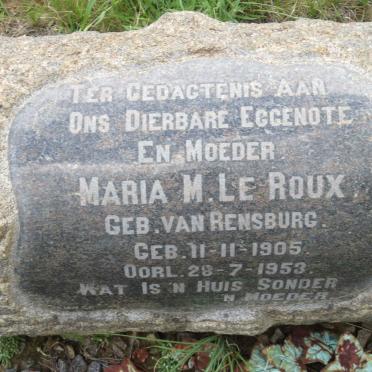 TER GEDAGTENIS AAN
ONS DIERBARE EGGENOTE
EN MOEDER
MARIA M. LE ROUX
GEB. VAN RENSBURG.
GEB. 11-11-1905.
OORL. 28-7-1953.
WAT IS 'N HUIS SONDER
'N MOEDER